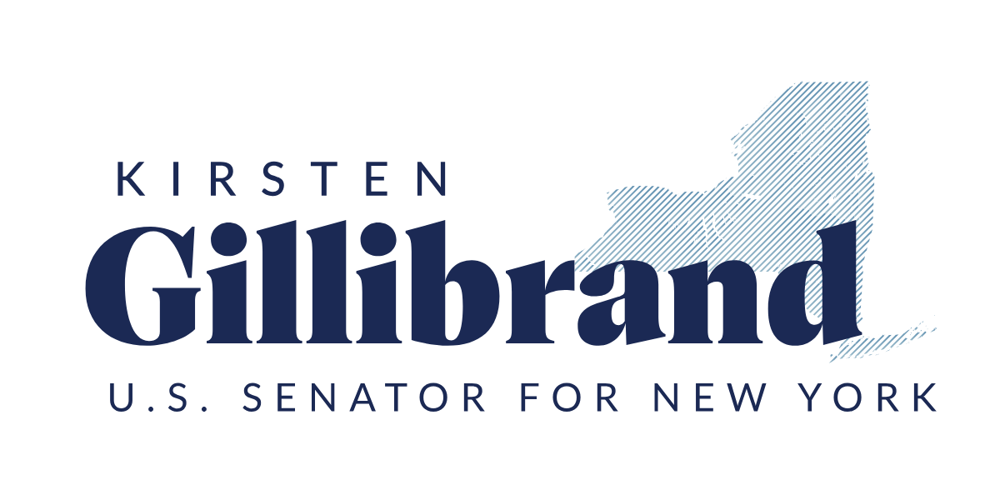 KIRSTEN
Gillibrand
U.S. SENATOR FOR NEW YORK